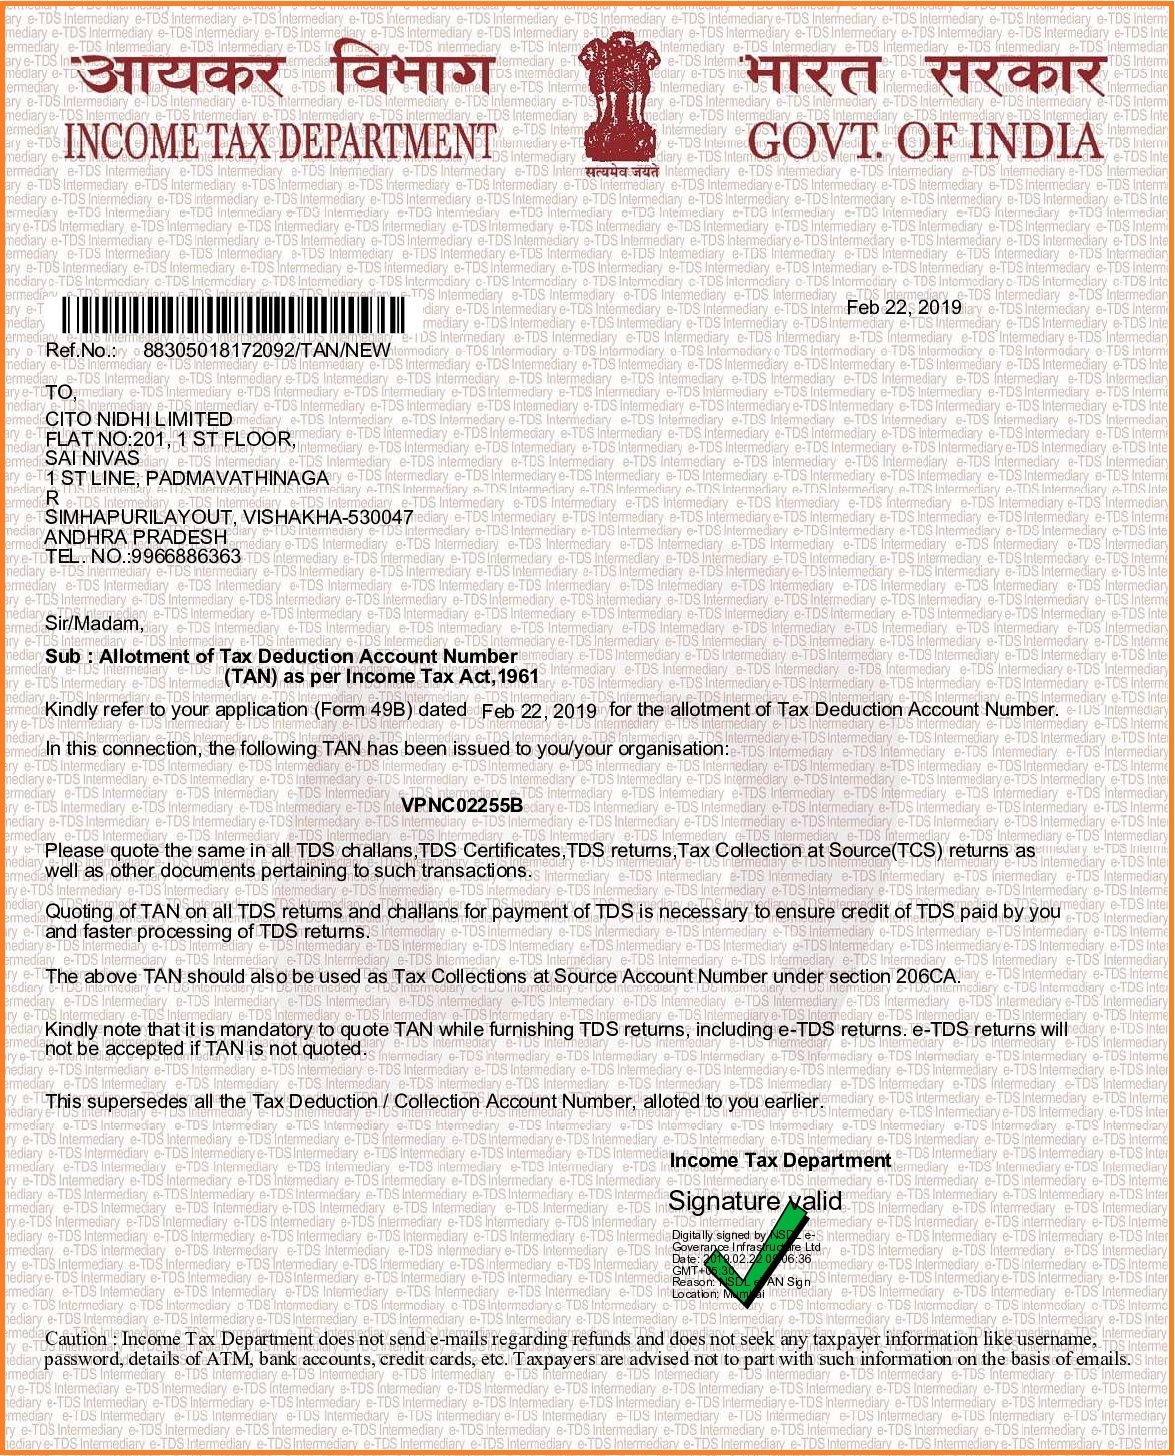 आयकर विभाग
INCOME TAX DEPARTMENT
सत्यमेव जयते
भारत सरकार
GOVT. OF INDIA
Feb 22, 2019
Ref.No.: 88305018172092/TAN/NEW
TO,
CITO NIDHI LIMITED
FLAT NO:201, 1 ST FLOOR,
SAI NIVAS
1 ST LINE, PADMAVATHINAGA
R
SIMHAPURILAYOUT, VISHAKHA-530047
ANDHRA PRADESH
TEL. NO.:9966886363
Sir/Madam,
Sub : Allotment of Tax Deduction Account Number
(TAN) as per Income Tax Act,1961
Kindly refer to your application (Form 49B) dated Feb 22, 2019 for the allotment of Tax Deduction Account Number.
In this connection, the following TAN has been issued to you/your organisation:
VPNC02255B
Please quote the same in all TDS challans,TDS Certificates,TDS returns,Tax Collection at Source(TCS) returns as
well as other documents pertaining to such transactions.
Quoting of TAN on all TDS returns and challans for payment of TDS is necessary to ensure credit of TDS paid by you
and faster processing of TDS returns.
The above TAN should also be used as Tax Collections at Source Account Number under section 206CA.
Kindly note that it is mandatory to quote TAN while furnishing TDS returns, including e-TDS returns. e-TDS returns will
not be accepted if TAN is not quoted.
This supersedes all the Tax Deduction / Collection Account Number, alloted to you earlier.
Income Tax Department
Signature valid
Digitally signed by NSDL e-
Goverance Infrastructure Ltd
Date:
GMT+05:30
Reason: NSDL Sign
Location: Mumbai
Caution : Income Tax Department does not send e-mails regarding refunds and does not seek any taxpayer information like username,
password, details of ATM, bank accounts, credit cards, etc. Taxpayers are advised not to part with such information on the basis of emails.